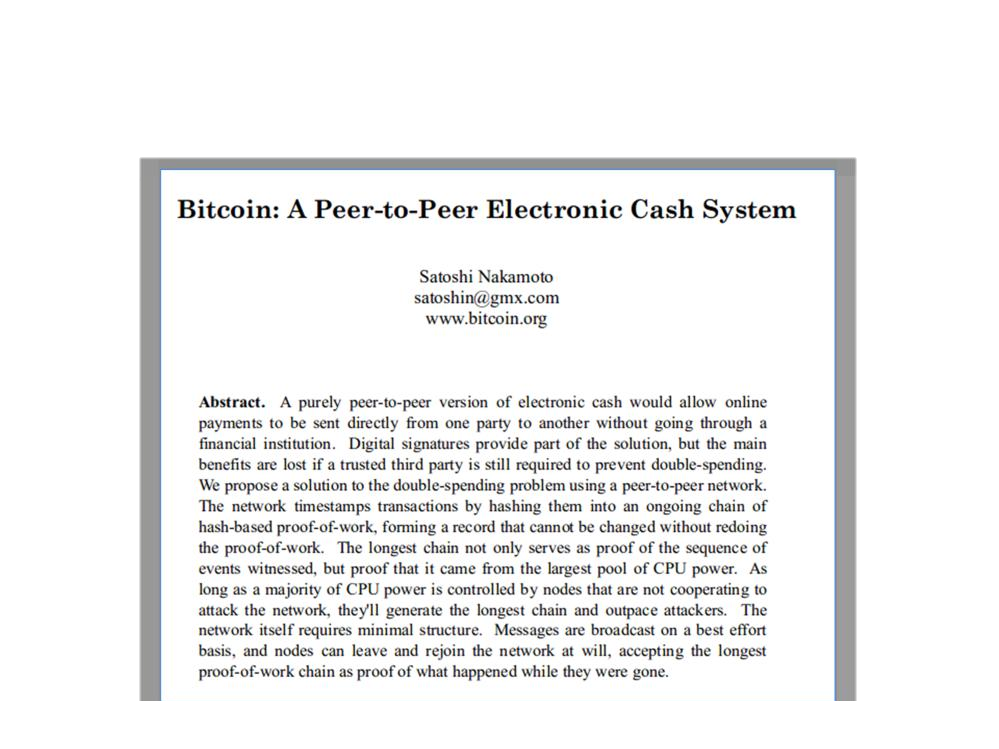 Bitcoin: A Peer-to-Peer Electronic Cash System
Satoshi Nakamoto
satoshin@gmx.com
www.bitcoin.org
Abstract. A purely peer-to-peer version of electronic cash would allow online
payments to be sent directly from one party to another without going through a
financial institution. Digital signatures provide part of the solution, but the main
benefits are lost if a trusted third party is still required to prevent double-spending.
We propose a solution to the double-spending problem using a peer-to-peer network.
The network timestamps transactions by hashing them into an ongoing chain of
hash-based proof-of-work, forming a record that cannot be changed without redoing
the proof-of-work. The longest chain not only serves as proof of the sequence of
events witnessed, but proof that it came from the largest pool of CPU power. As
long as a majority of CPU power is controlled by nodes that are not cooperating to
attack the network, they'll generate the longest chain and outpace attackers. The
network itself requires minimal structure. Messages are broadcast on a best effort
basis, and nodes can leave and rejoin the network at will, accepting the longest
proof-of-work chain as proof of what happened while they were gone.